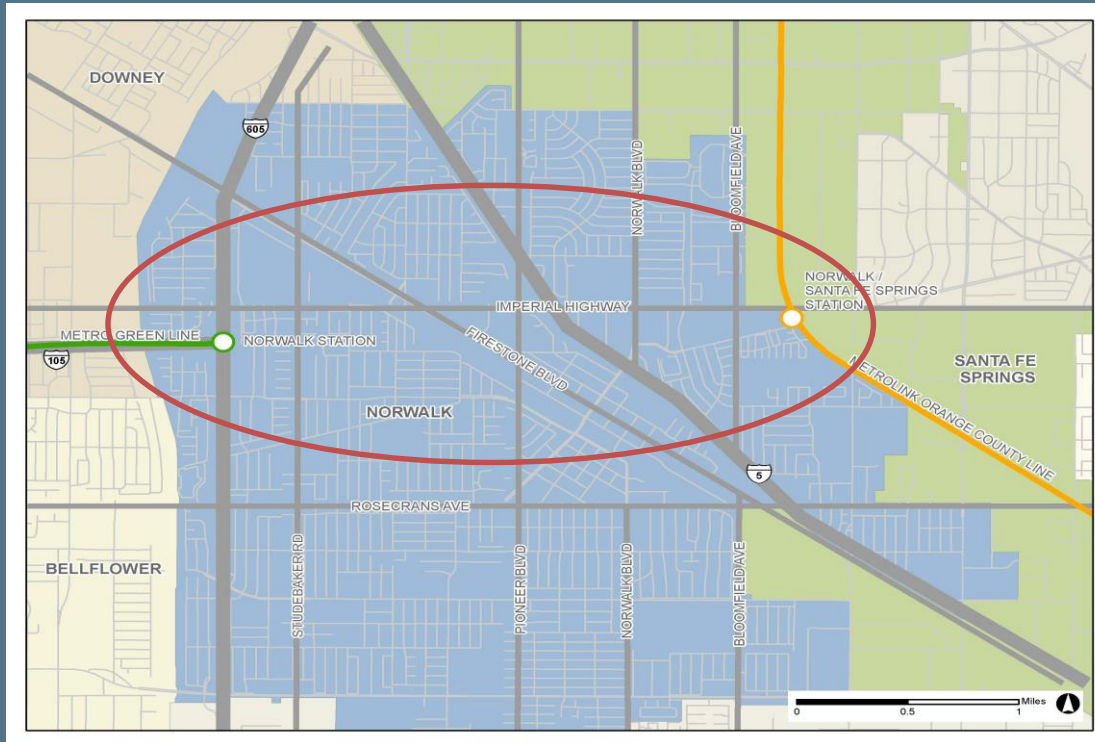 DOWNEY
605
NORWALK BLVD
BLOOMFIELD AVE
NORWALK /
SANTA FE SPRINGS
STATION
IMPERIAL HIGHWAY
METRO GREEN LINE
NORWALK STATION
105
FIRESTONE BLVD
SANTA FE
SPRINGS
METROLINK ORANGE COUNTY LINE
NORWALK
5
ROSECRANS AVE
BELLFLOWER
STUDEBAKER RD
PIONEER BLVD
NORWALK BLVD
BLOOMFIELD AVE
Miles
0 0.5 1